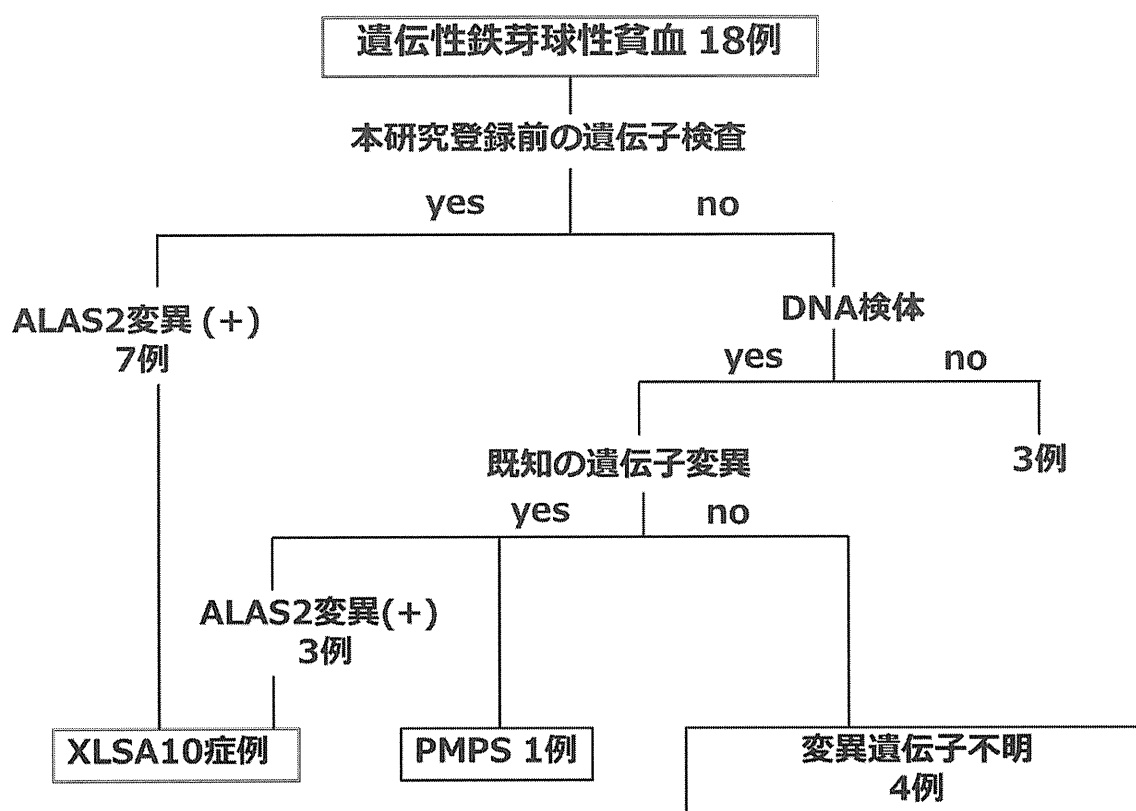 遺伝性鉄芽球性貧血 18例
本研究登録前の遺伝子検査
yes no
ALAS2変異 (+)
7例
DNA検体
yes no
3例
既知の遺伝子変異
yes no
ALAS2変異(+)
3例
XLSA10症例
PMPS 1例
変異遺伝子不明
4例